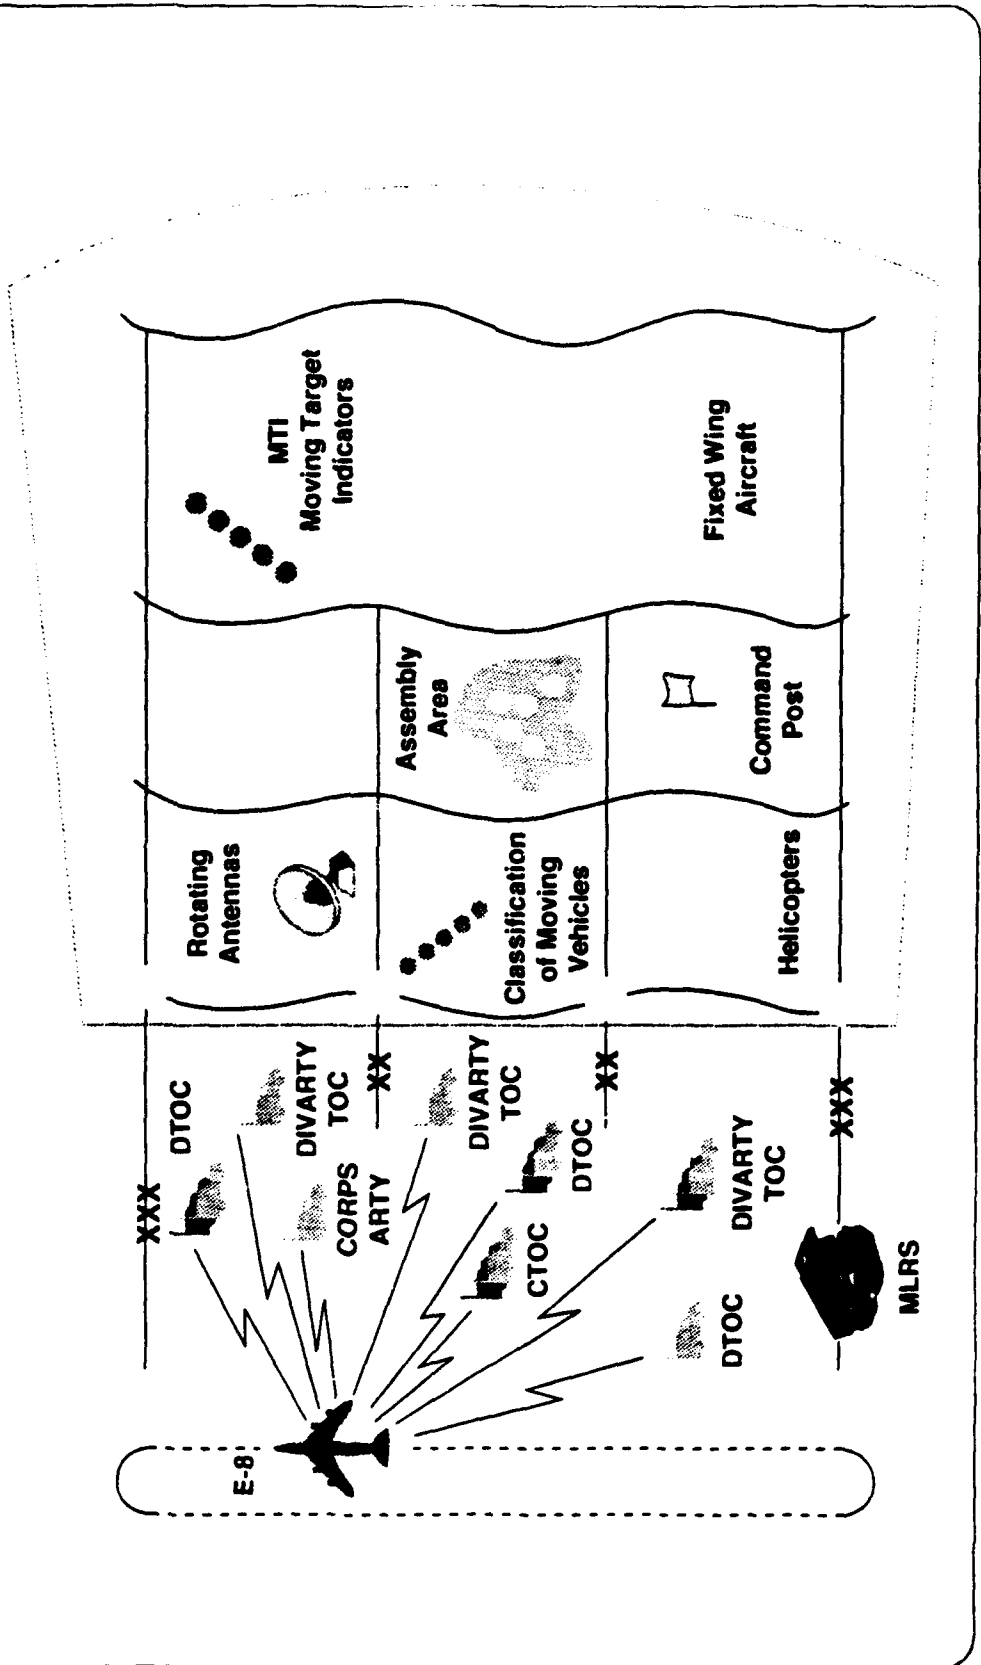 E-8
XXX
DTOC
DIVARTY
TOC
CORPS
ARTY
XX
DIVARTY
TOC
DTOC
CTOC
XX
DIVARTY
TOC
DTOC
XXX
MLRS
Rotating
Antennas
Classification
of Moving
Vehicles
Helicopters
Assembly
Area
Command
Post
MTI
Moving Target
Indicators
Fixed Wing
Aircraft